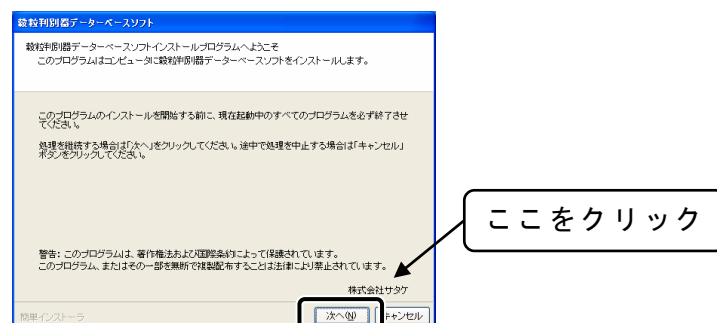 穀粒判別器データーベースソフト
穀粒判別器データーベースソフトインストールプログラムへようこそ
このプログラムはコンピュータに穀粒判別器データーベースソフトをインストールします。
このプログラムのインストールを開始する前に、現在起動中のすべてのプログラムを必ず終了させ
てください。
処理を継続する場合は「次へ」をクリックしてください。途中で処理を中止する場合は「キャンセル」
ボタンをクリックしてください。
ここをクリック
警告: このプログラムは、著作権法および国際条約によって保護されています。
このプログラム、またはその一部を無断で複製配布することは法律により禁止されています。
株式会社サタケ
簡単インストーラ
次へ(N)
キャンセル